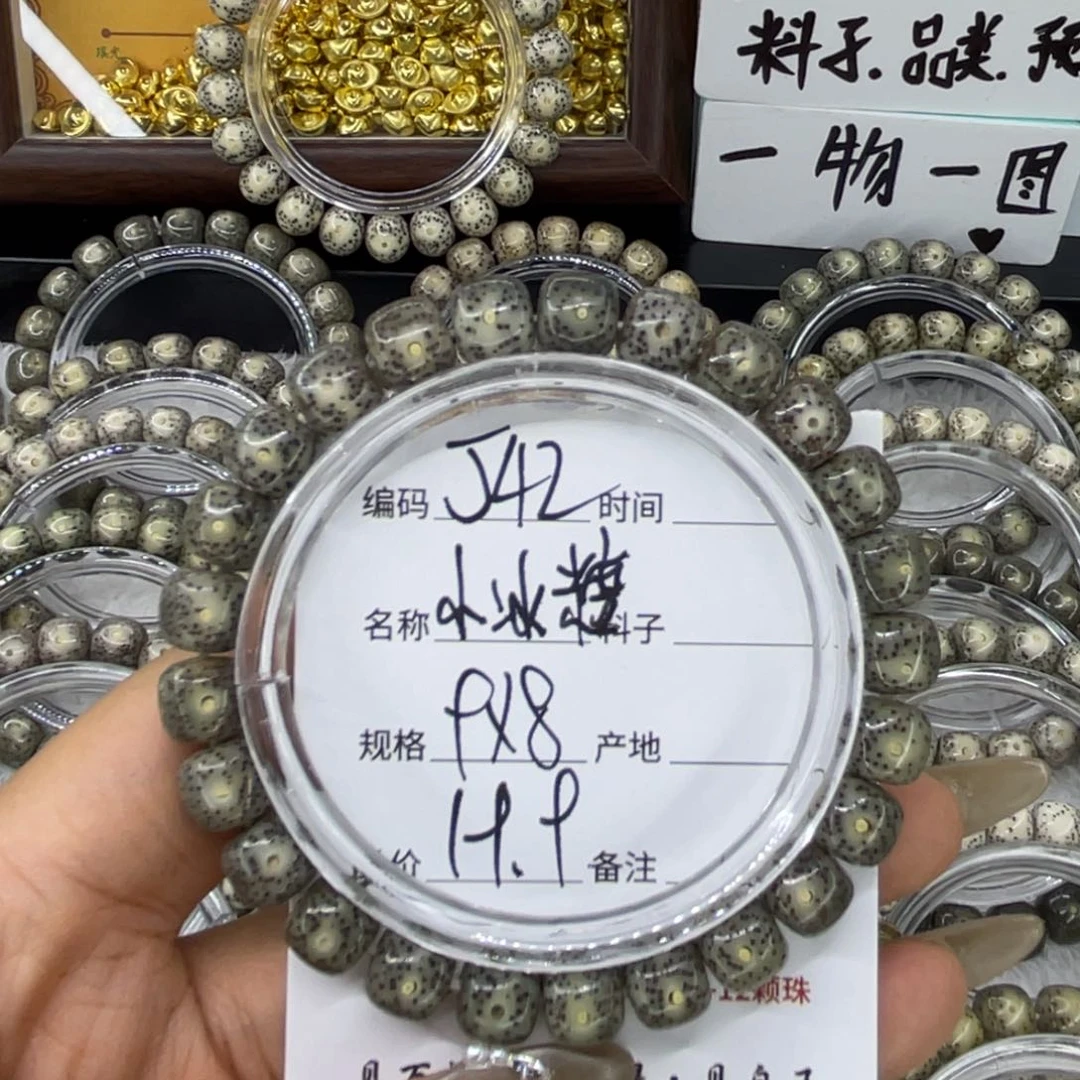 料子.品类.预
一物一图
编码 J42 时间
名称 小冰糖 料子
规格 9X8 产地
价 14.9 备注
12颗珠